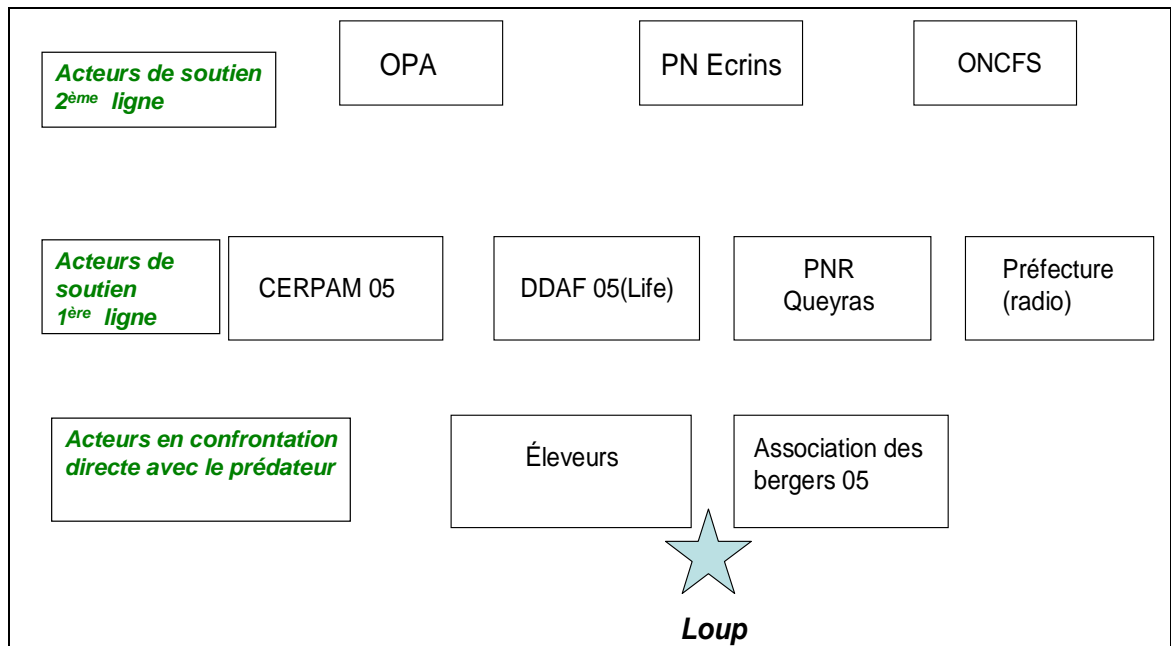 Acteurs de soutien
2ème ligne
OPA
PN Ecrins
ONCFS
Acteurs de
soutien
1ère ligne
CERPAM 05
DDAF 05(Life)
PNR
Queyras
Préfecture
(radio)
Acteurs en confrontation
directe avec le prédateur
Éleveurs
Association des
bergers 05
Loup